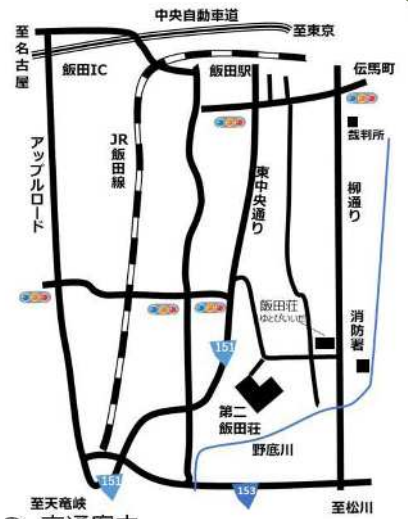 中央自動車道
至東京
至名古屋
飯田IC
飯田駅
伝馬町
裁判所
アップルロード
JR飯田線
東中央通り
柳通り
飯田荘
ゆとぴいいだ
消防署
151
第二
飯田荘
野底川
151
153
至天竜峡
至松川